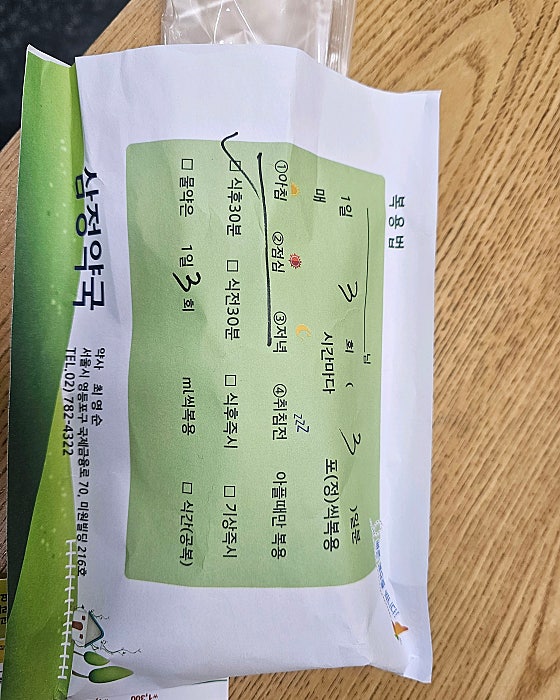 복용법
님
1일 3 회 ( 3 )일분
매 시간마다 포(정)씩복용
①아침 ②점심 ③저녁 ④취침전 아플때만 복용
zzZ
□ 식후30분 □ 식전30분 □ 식후즉시 □ 기상즉시
□ 물약은 1일 3 회 ml씩복용 □ 시간(공복)
삼정약국
약사 최 영 순
서울시 영등포구 국제금융로 70, 미원빌딩 216호
TEL.02) 782-4322
₩1,300